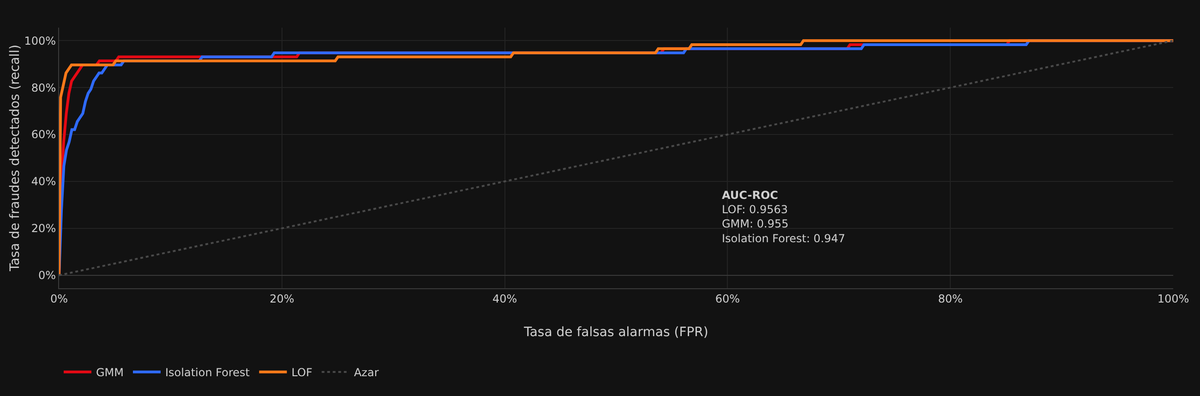 Tasa de fraudes detectados (recall)
100%
80%
60%
40%
20%
0%
AUC-ROC
LOF: 0.9563
GMM: 0.955
Isolation Forest: 0.947
0% 20% 40% 60% 80% 100%
Tasa de falsas alarmas (FPR)
GMM Isolation Forest LOF Azar